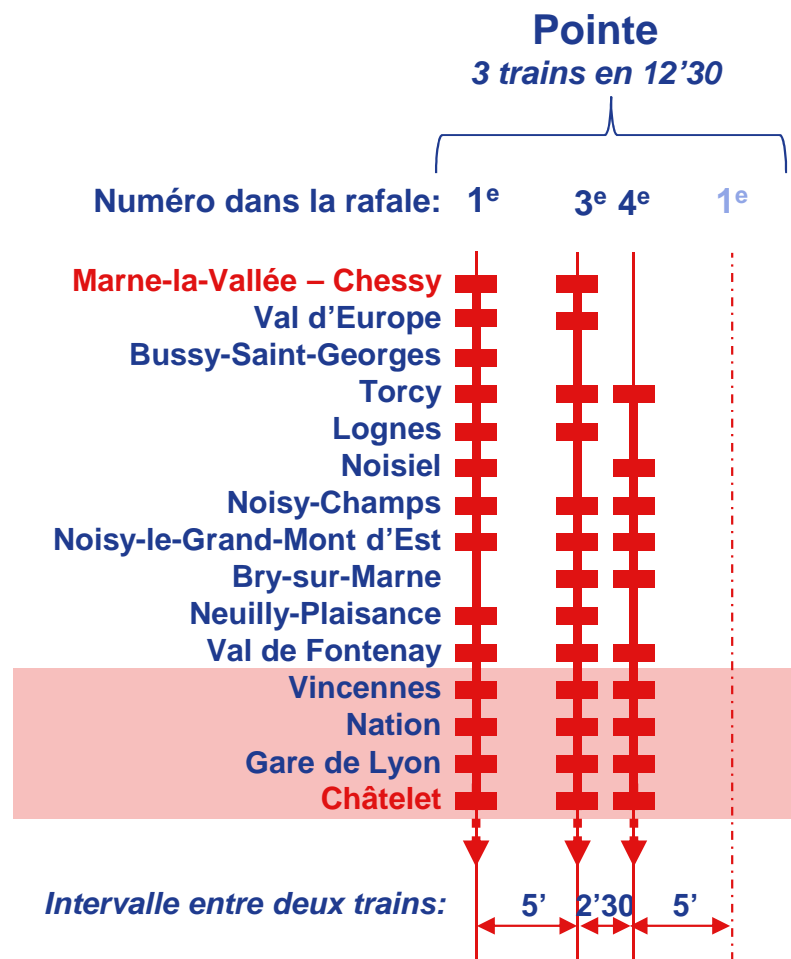 Pointe
3 trains en 12’30
Numéro dans la rafale: 1e 3e 4e 1e
Marne-la-Vallée – Chessy
Val d’Europe
Bussy-Saint-Georges
Torcy
Lognes
Noisiel
Noisy-Champs
Noisy-le-Grand-Mont d’Est
Bry-sur-Marne
Neuilly-Plaisance
Val de Fontenay
Vincennes
Nation
Gare de Lyon
Châtelet
Intervalle entre deux trains: 5’ 2’30 5’